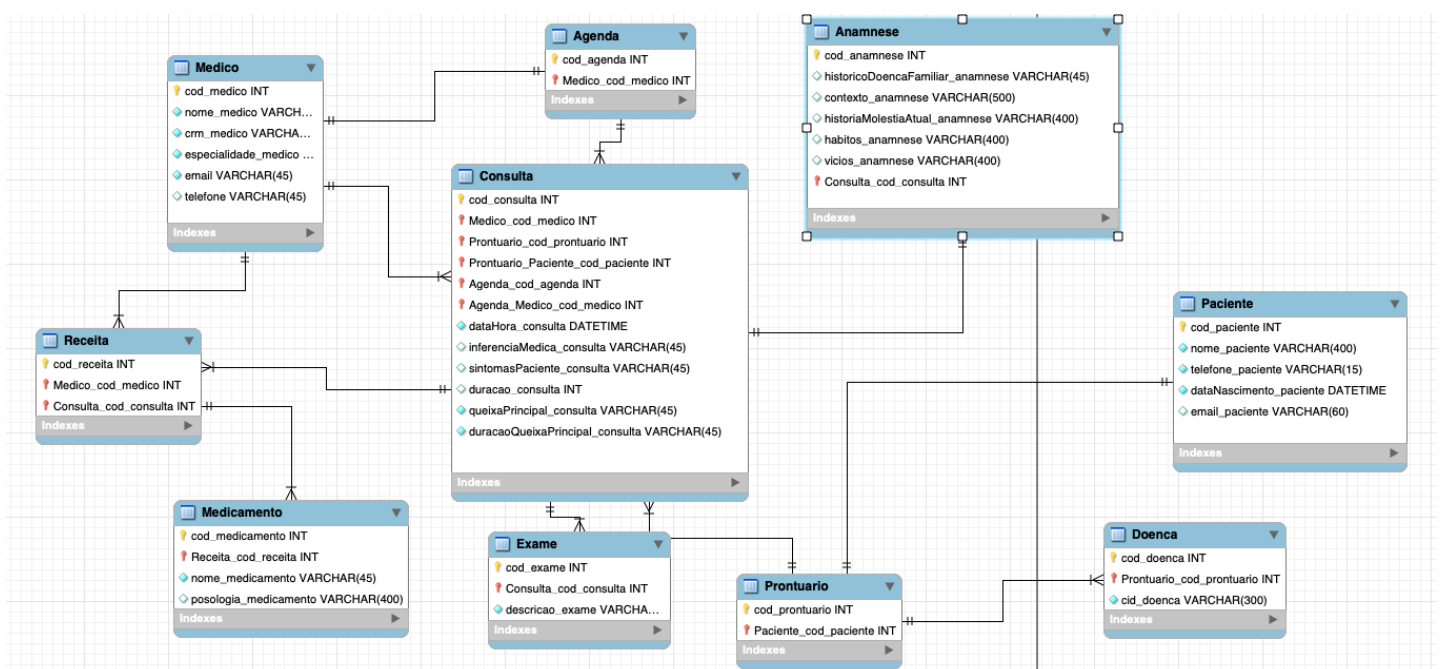 Medico
cod_medico INT
nome_medico VARCH...
crm_medico VARCHA...
especialidade_medico ...
email VARCHAR(45)
telefone VARCHAR(45)
Indexes
Agenda
cod_agenda INT
Medico_cod_medico INT
Indexes
Anamnese
cod_anamnese INT
historicoDoencaFamiliar_anamnese VARCHAR(45)
contexto_anamnese VARCHAR(500)
historiaMolestiaAtual_anamnese VARCHAR(400)
habitos_anamnese VARCHAR(400)
vicios_anamnese VARCHAR(400)
Consulta_cod_consulta INT
Indexes
Consulta
cod_consulta INT
Medico_cod_medico INT
Prontuario_cod_prontuario INT
Prontuario_Paciente_cod_paciente INT
Agenda_cod_agenda INT
Agenda_Medico_cod_medico INT
dataHora_consulta DATETIME
inferenciaMedica_consulta VARCHAR(45)
sintomasPaciente_consulta VARCHAR(45)
duracao_consulta INT
queixaPrincipal_consulta VARCHAR(45)
duracaoQueixaPrincipal_consulta VARCHAR(45)
Indexes
Paciente
cod_paciente INT
nome_paciente VARCHAR(400)
telefone_paciente VARCHAR(15)
dataNascimento_paciente DATETIME
email_paciente VARCHAR(60)
Indexes
Receita
cod_receita INT
Medico_cod_medico INT
Consulta_cod_consulta INT
Indexes
Medicamento
cod_medicamento INT
Receita_cod_receita INT
nome_medicamento VARCHAR(45)
posologia_medicamento VARCHAR(400)
Indexes
Exame
cod_exame INT
Consulta_cod_consulta INT
descricao_exame VARCHA...
Indexes
Prontuario
cod_prontuario INT
Paciente_cod_paciente INT
Indexes
Doenca
cod_doenca INT
Prontuario_cod_prontuario INT
cid_doenca VARCHAR(300)
Indexes